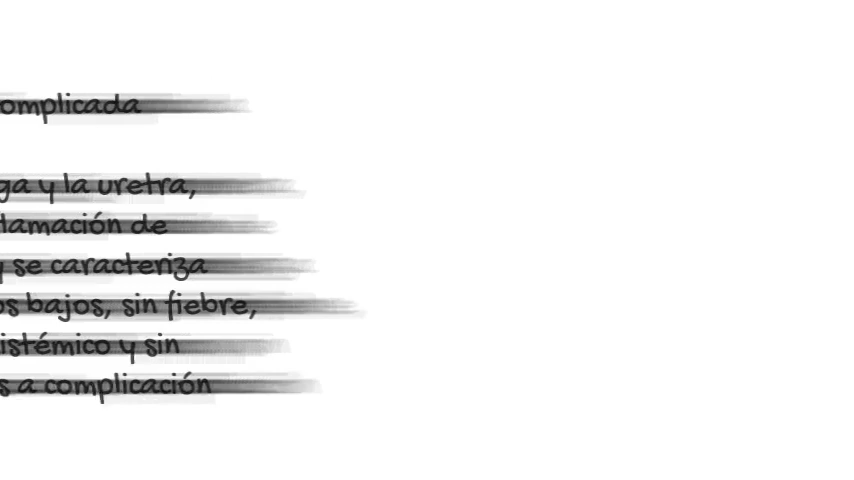 omplicada
ga y la uretra,
lamación de
y se caracteriza
os bajos, sin fiebre,
istémico y sin
s a complicación